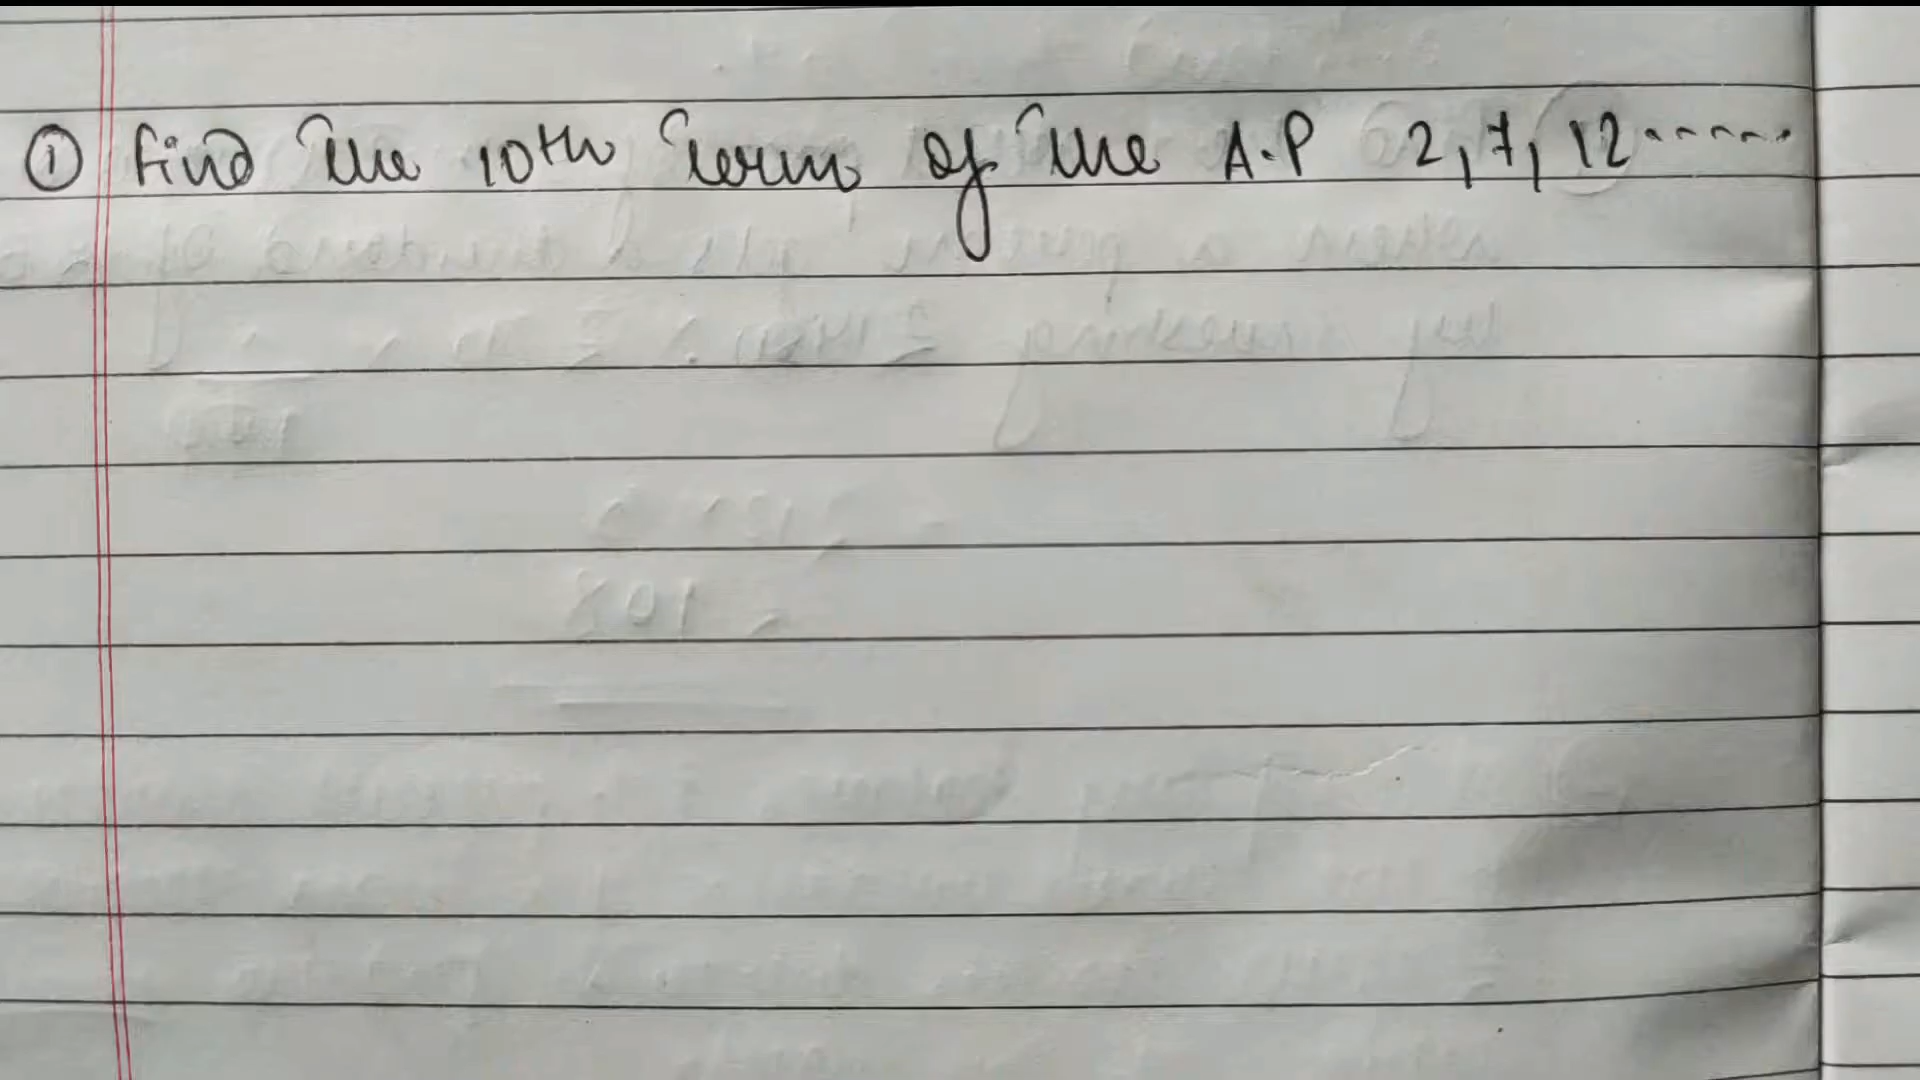 ① Find the 10th term of the A.P 2, 7, 12-----